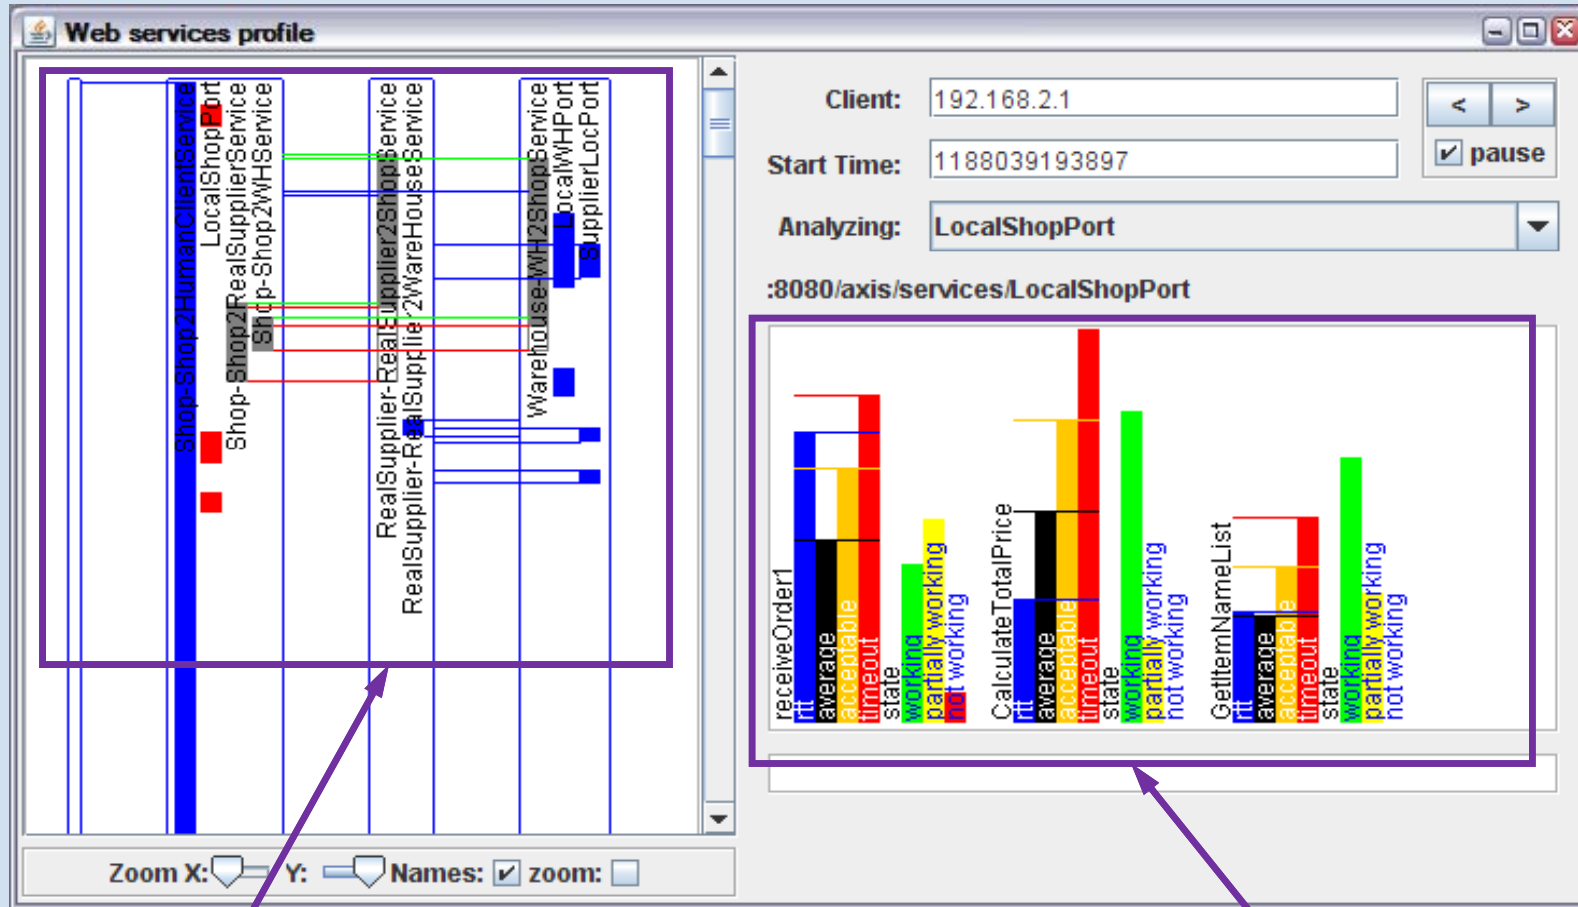 Web services profile
Shop-Shop2HumanClientService
LocalShopPort
Shop-Shop2RealSupplierService
Shop-Shop2WHService
RealSupplier-RealSupplier2ShopService
RealSupplier-RealSupplier2WareHouseService
Warehouse-WH2ShopService
LocalWHPort
SupplierLocPort
Zoom X:
Y:
Names:
zoom:
Client:
192.168.2.1
< >
Start Time:
1188039193897
pause
Analyzing:
LocalShopPort
:8080/axis/services/LocalShopPort
receiveOrder1
rtt
average
acceptable
timeout
state
working
partially working
not working
CalculateTotalPrice
rtt
average
acceptable
timeout
state
working
partially working
not working
GetItemNameList
rtt
average
acceptable
timeout
state
working
partially working
not working